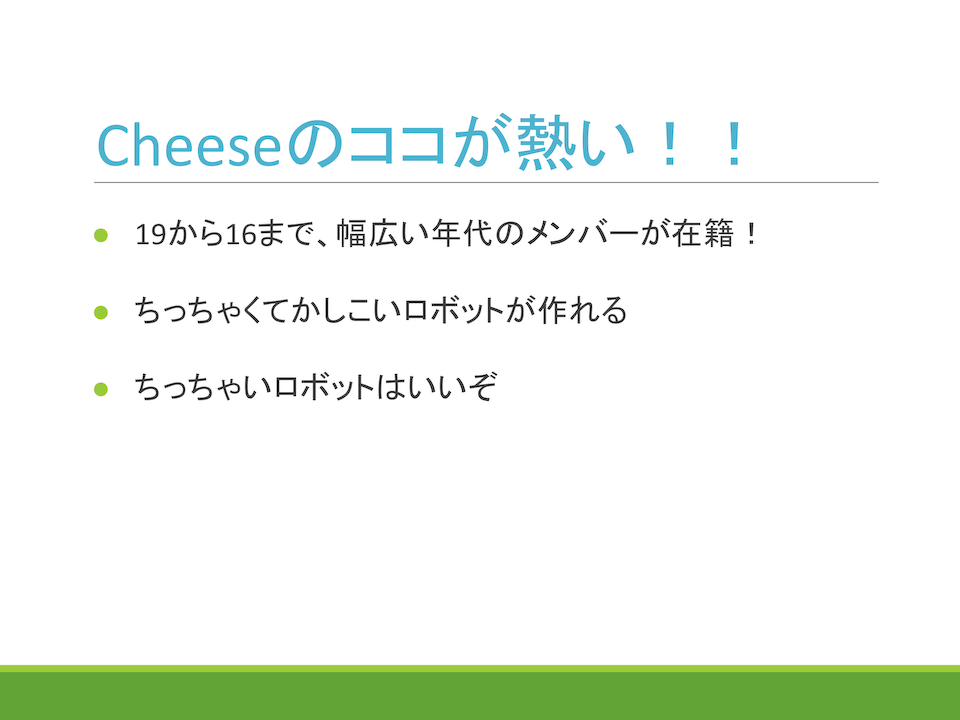 Cheeseのココが熱い！！
19から16まで、幅広い年代のメンバーが在籍！
ちっちゃくてかしこいロボットが作れる
ちっちゃいロボットはいいぞ